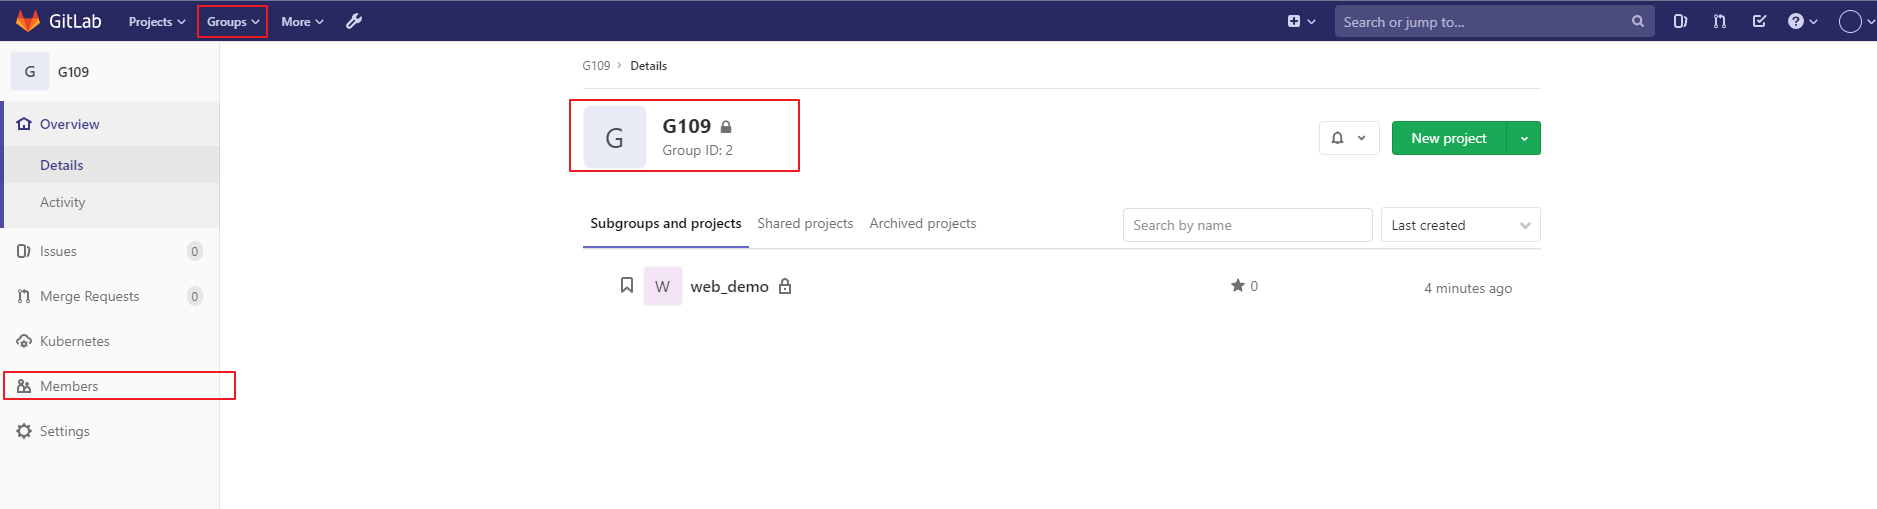 GitLab Projects Groups More Search or jump to...
G G109
Overview
Details
Activity
Issues 0
Merge Requests 0
Kubernetes
Members
Settings
G109 › Details
G G109
Group ID: 2
New project
Subgroups and projects Shared projects Archived projects Search by name Last created
W web_demo 0 4 minutes ago